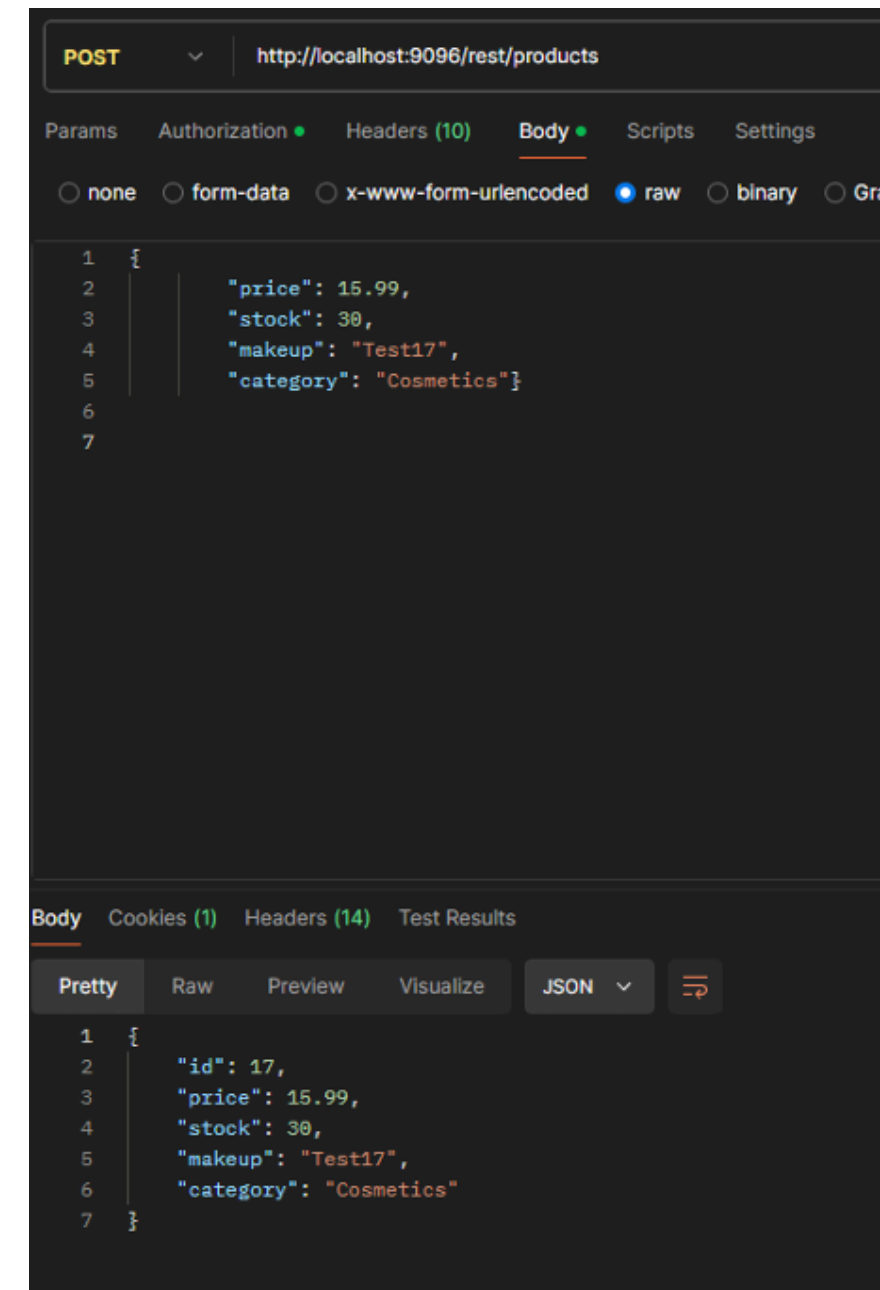 POST http://localhost:9096/rest/products
Params Authorization Headers (10) Body Scripts Settings
none form-data x-www-form-urlencoded raw binary
1 {
2 "price": 15.99,
3 "stock": 30,
4 "makeup": "Test17",
5 "category": "Cosmetics"}
6
7
Body Cookies (1) Headers (14) Test Results
Pretty Raw Preview Visualize JSON
1 {
2 "id": 17,
3 "price": 15.99,
4 "stock": 30,
5 "makeup": "Test17",
6 "category": "Cosmetics"
7 }